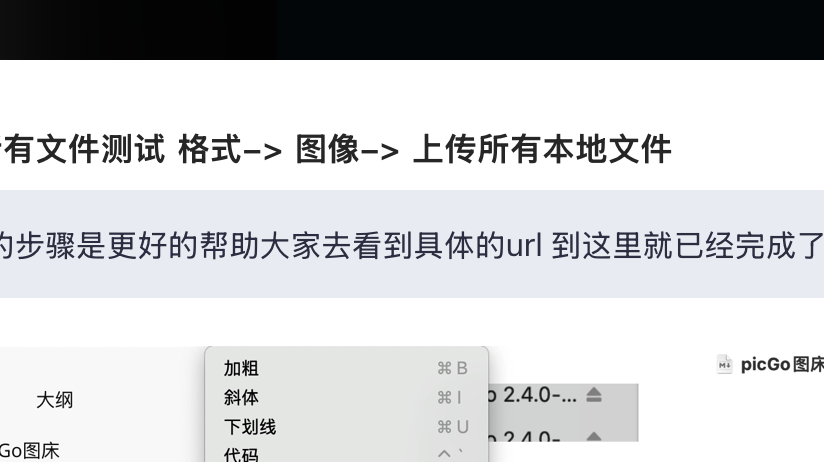 有文件测试 格式–> 图像–> 上传所有本地文件
的步骤是更好的帮助大家去看到具体的url 到这里就已经完成了
加粗 ⌘ B
picGo图床
斜体 ⌘ I
大纲
2.4.0-...
下划线 ⌘ U
2.4.0-
Go图床
代码 ^ `